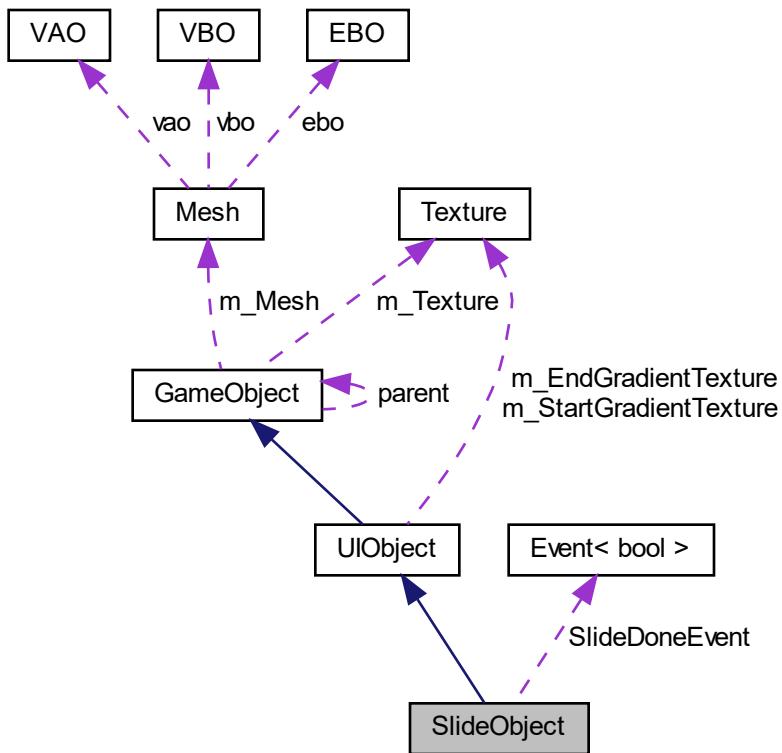 VAO
VBO
EBO
vao
vbo
ebo
Mesh
Texture
m_Mesh
m_Texture
GameObject
parent
m_EndGradientTexture
m_StartGradientTexture
UIObject
Event< bool >
SlideDoneEvent
SlideObject